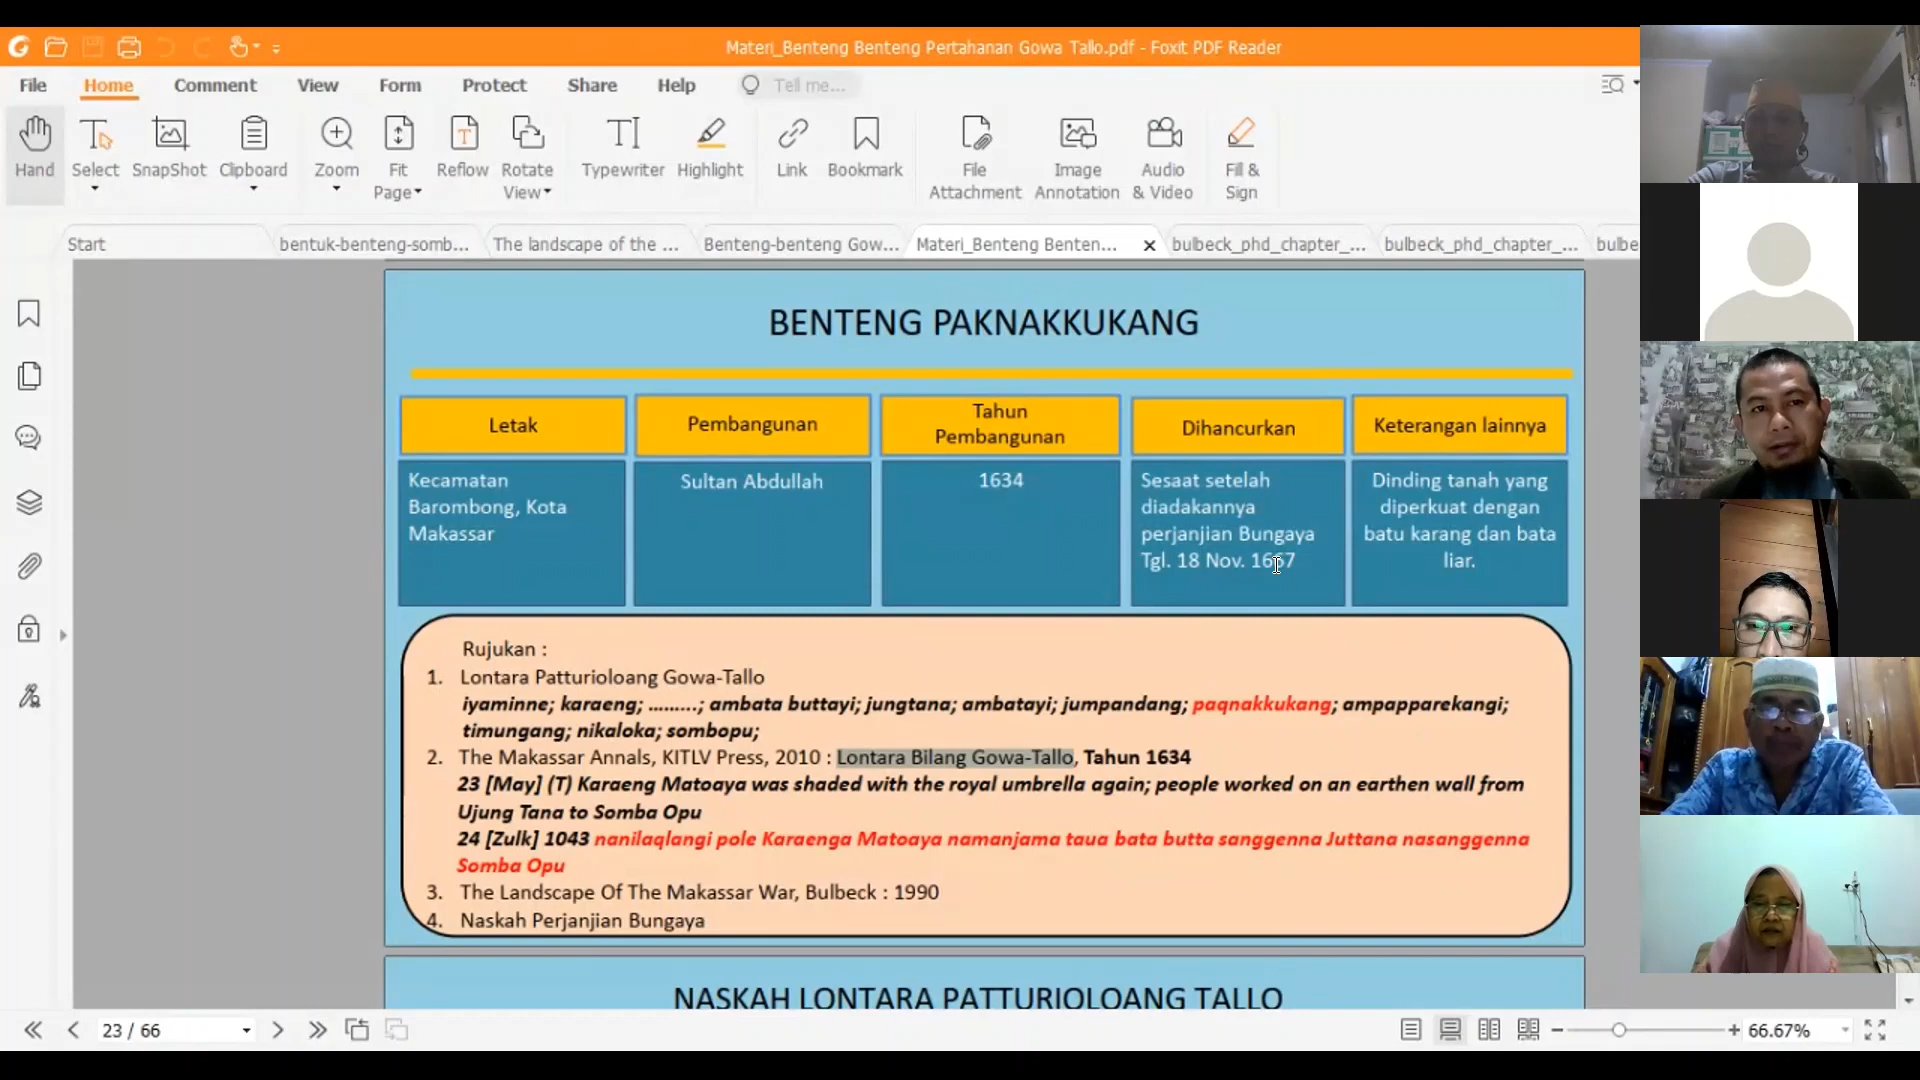 Materi_Benteng Benteng Pertahanan Gowa Tallo.pdf - Foxit PDF Reader
File Home Comment View Form Protect Share Help Tell me...
Hand Select SnapShot Clipboard Zoom Fit Page Reflow Rotate View Typewriter Highlight Link Bookmark File Attachment Image Annotation Audio & Video Fill & Sign
Start bentuk-benteng-somb... The landscape of the ... Benteng-benteng Gow... Materi_Benteng Benten... bulbeck_phd_chapter_... bulbeck_phd_chapter_... bulbe
BENTENG PAKNAKKUKANG
Letak
Pembangunan
Tahun
Pembangunan
Dihancurkan
Keterangan lainnya
Kecamatan
Barombong, Kota
Makassar
Sultan Abdullah
1634
Sesaat setelah
diadakannya
perjanjian Bungaya
Tgl. 18 Nov. 1667
Dinding tanah yang
diperkuat dengan
batu karang dan bata
liar.
Rujukan :
1. Lontara Patturioloang Gowa-Tallo
iyaminne; karaeng; .........; ambata buttayi; jungtana; ambatayi; jumpandang; paqnakkukang; ampapparekangi;
timungang; nikaloka; sombopu;
2. The Makassar Annals, KITLV Press, 2010 : Lontara Bilang Gowa-Tallo, Tahun 1634
23 [May] (T) Karaeng Matoaya was shaded with the royal umbrella again; people worked on an earthen wall from
Ujung Tana to Somba Opu
24 [Zulk] 1043 nanilaqlangi pole Karaenga Matoaya namanjama taua bata butta sanggenna Juttana nasanggenna
Somba Opu
3. The Landscape Of The Makassar War, Bulbeck : 1990
4. Naskah Perjanjian Bungaya
NASKAH LONTARA PATTURIOLOANG TALLO
23 / 66
66.67%